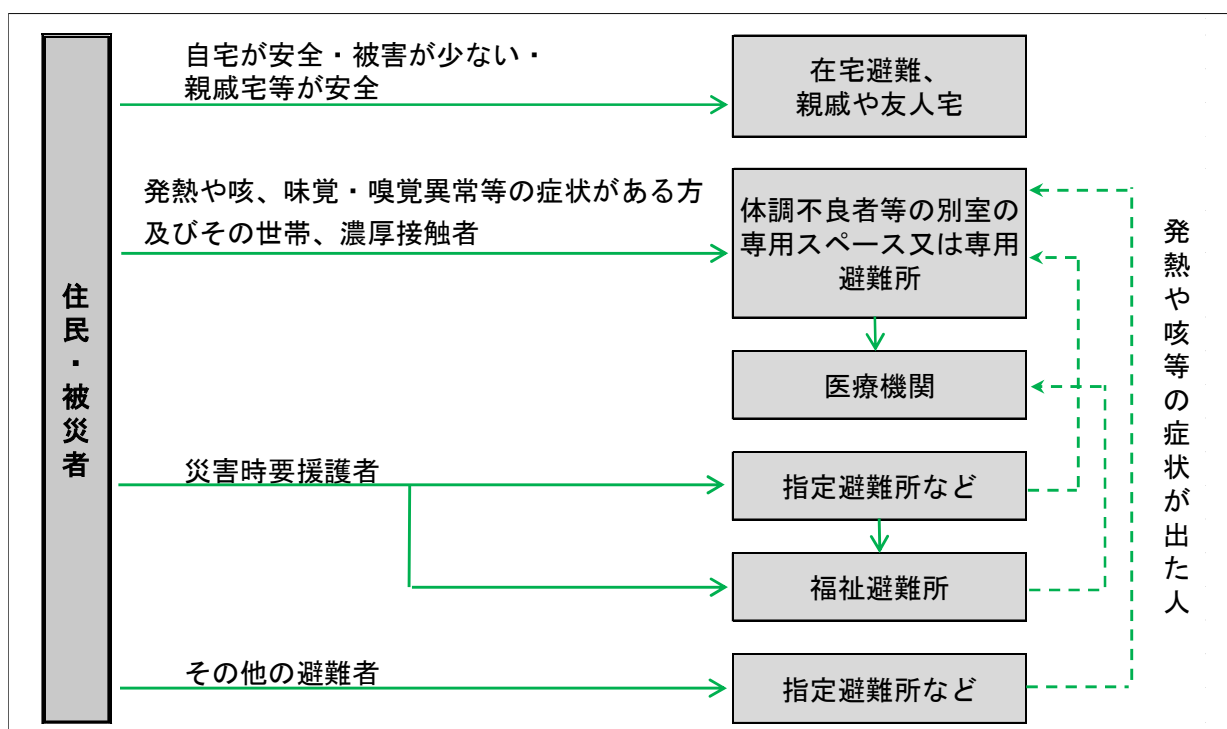 住民・被災者
自宅が安全・被害が少ない・
親戚宅等が安全
在宅避難、
親戚や友人宅
発熱や咳、味覚・嗅覚異常等の症状がある方
及びその世帯、濃厚接触者
体調不良者等の別室の
専用スペース又は専用
避難所
医療機関
災害時要援護者
指定避難所など
福祉避難所
その他の避難者
指定避難所など
発熱や咳等の症状が出た人